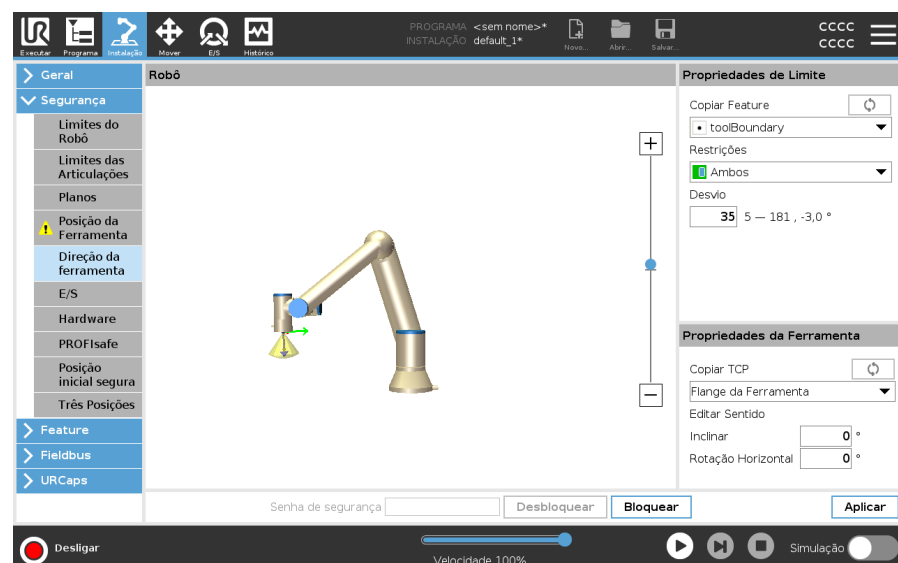 UR
Executar
Programa
Instalação
Mover
E/S
Histórico
PROGRAMA <sem nome>*
INSTALAÇÃO default_1*
Novo...
Abrir...
Salvar...
CCCC
CCCC
Geral
Segurança
Limites do
Robô
Limites das
Articulações
Planos
Posição da
Ferramenta
Direção da
ferramenta
E/S
Hardware
PROFIsafe
Posição
inicial segura
Três Posições
Feature
Fieldbus
URCaps
Robô
+
−
Propriedades de Limite
Copiar Feature
toolBoundary
Restrições
Ambos
Desvio
35 5 — 181 , -3,0 °
Propriedades da Ferramenta
Copiar TCP
Flange da Ferramenta
Editar Sentido
Inclinar 0 °
Rotação Horizontal 0 °
Senha de segurança
Desbloquear
Bloquear
Aplicar
Desligar
Velocidade 100%
Simulação